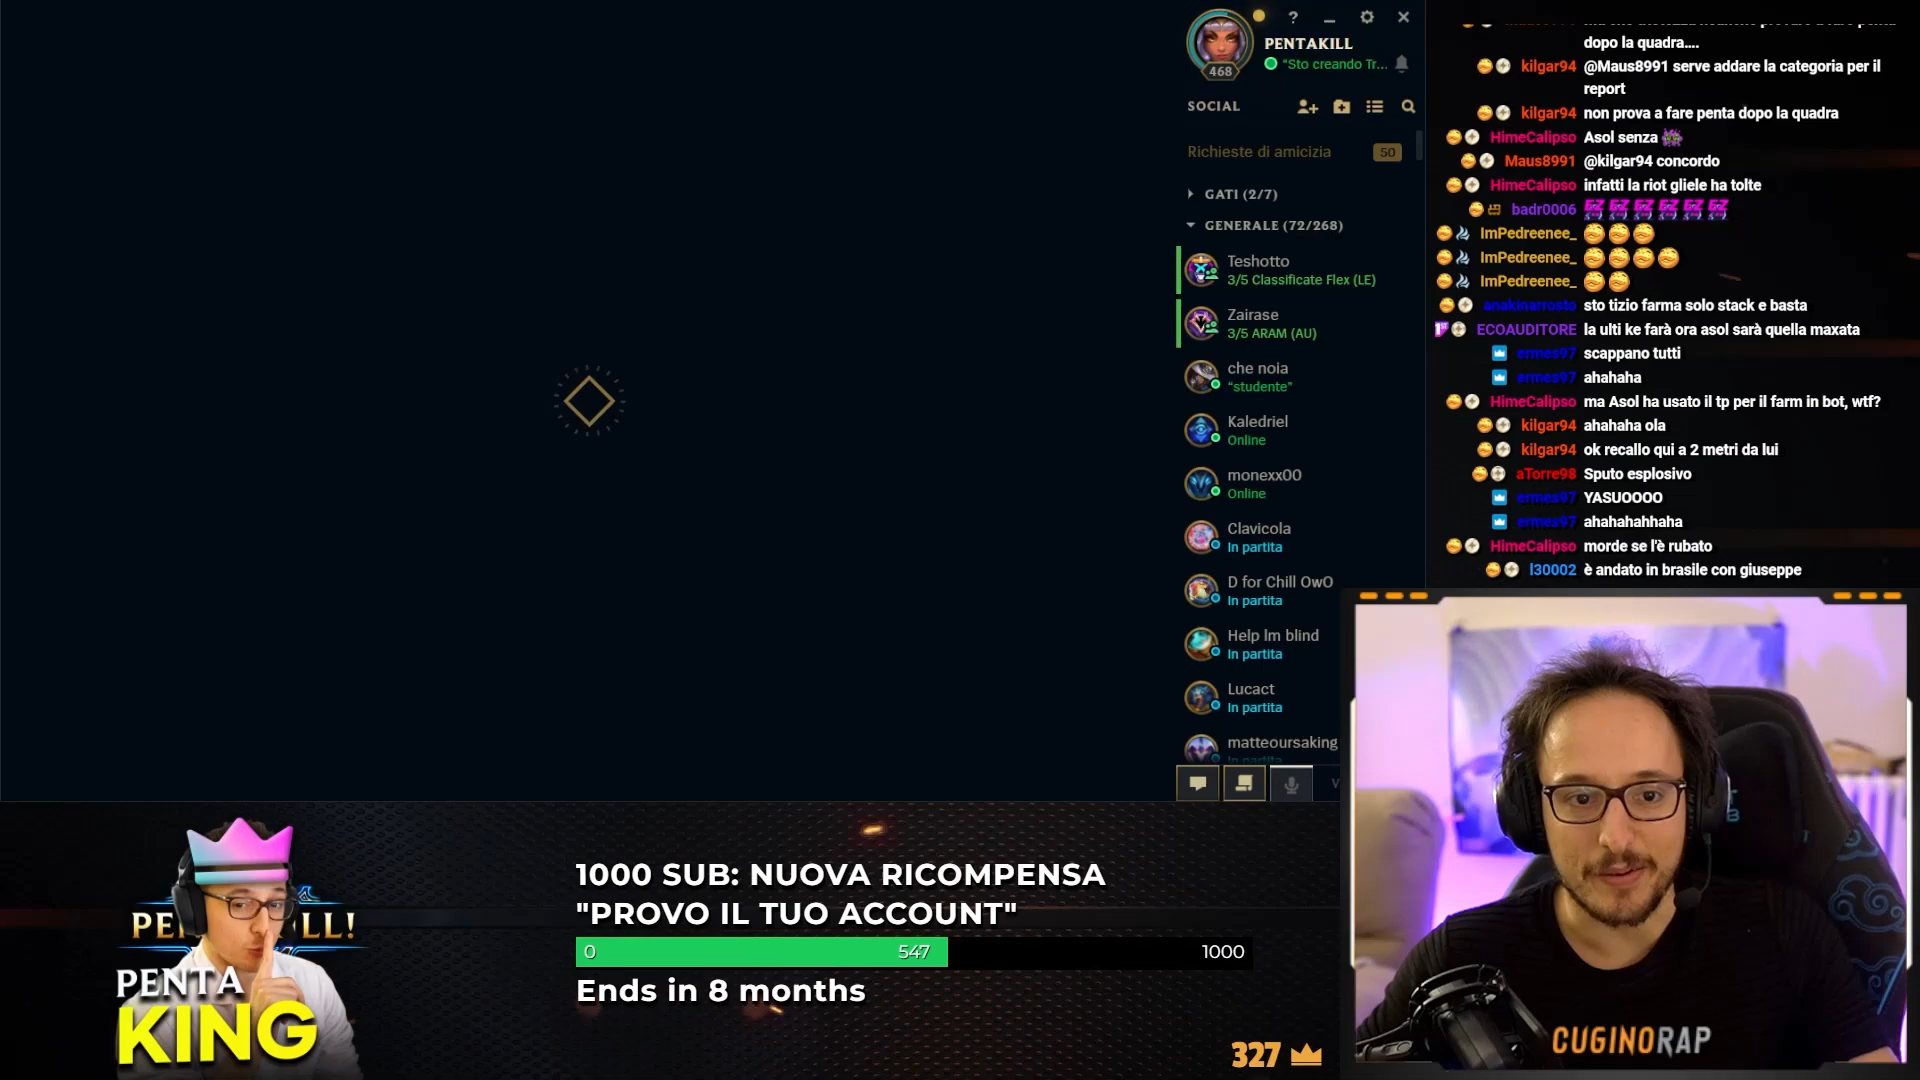 PENTAKILL
468
"Sto creando Tr...
SOCIAL
Richieste di amicizia 50
GATI (2/7)
GENERALE (72/268)
Teshotto
3/5 Classificate Flex (LE)
Zairase
3/5 ARAM (AU)
che noia
"studente"
Kaledriel
Online
monexx00
Online
Clavicola
In partita
D for Chill OwO
In partita
Help Im blind
In partita
Lucact
In partita
matteoursaking
In partita
dopo la quadra....
kilgar94 @Maus8991 serve addare la categoria per il
report
kilgar94 non prova a fare penta dopo la quadra
HimeCalipso Asol senza
Maus8991 @kilgar94 concordo
HimeCalipso infatti la riot gliele ha tolte
badr0006
ImPedreenee_
ImPedreenee_
ImPedreenee_
anakinarrosto sto tizio farma solo stack e basta
ECOAUDITORE la ulti ke farà ora asol sarà quella maxata
ermes97 scappano tutti
ermes97 ahahaha
HimeCalipso ma Asol ha usato il tp per il farm in bot, wtf?
kilgar94 ahahaha ola
kilgar94 ok recallo qui a 2 metri da lui
aTorre98 Sputo esplosivo
ermes97 YASUOOOO
ermes97 ahahahahhaha
HimeCalipso morde se l'è rubato
l30002 è andato in brasile con giuseppe
1000 SUB: NUOVA RICOMPENSA
"PROVO IL TUO ACCOUNT"
0 547 1000
Ends in 8 months
PENTA
KING
327
CUGINORAP